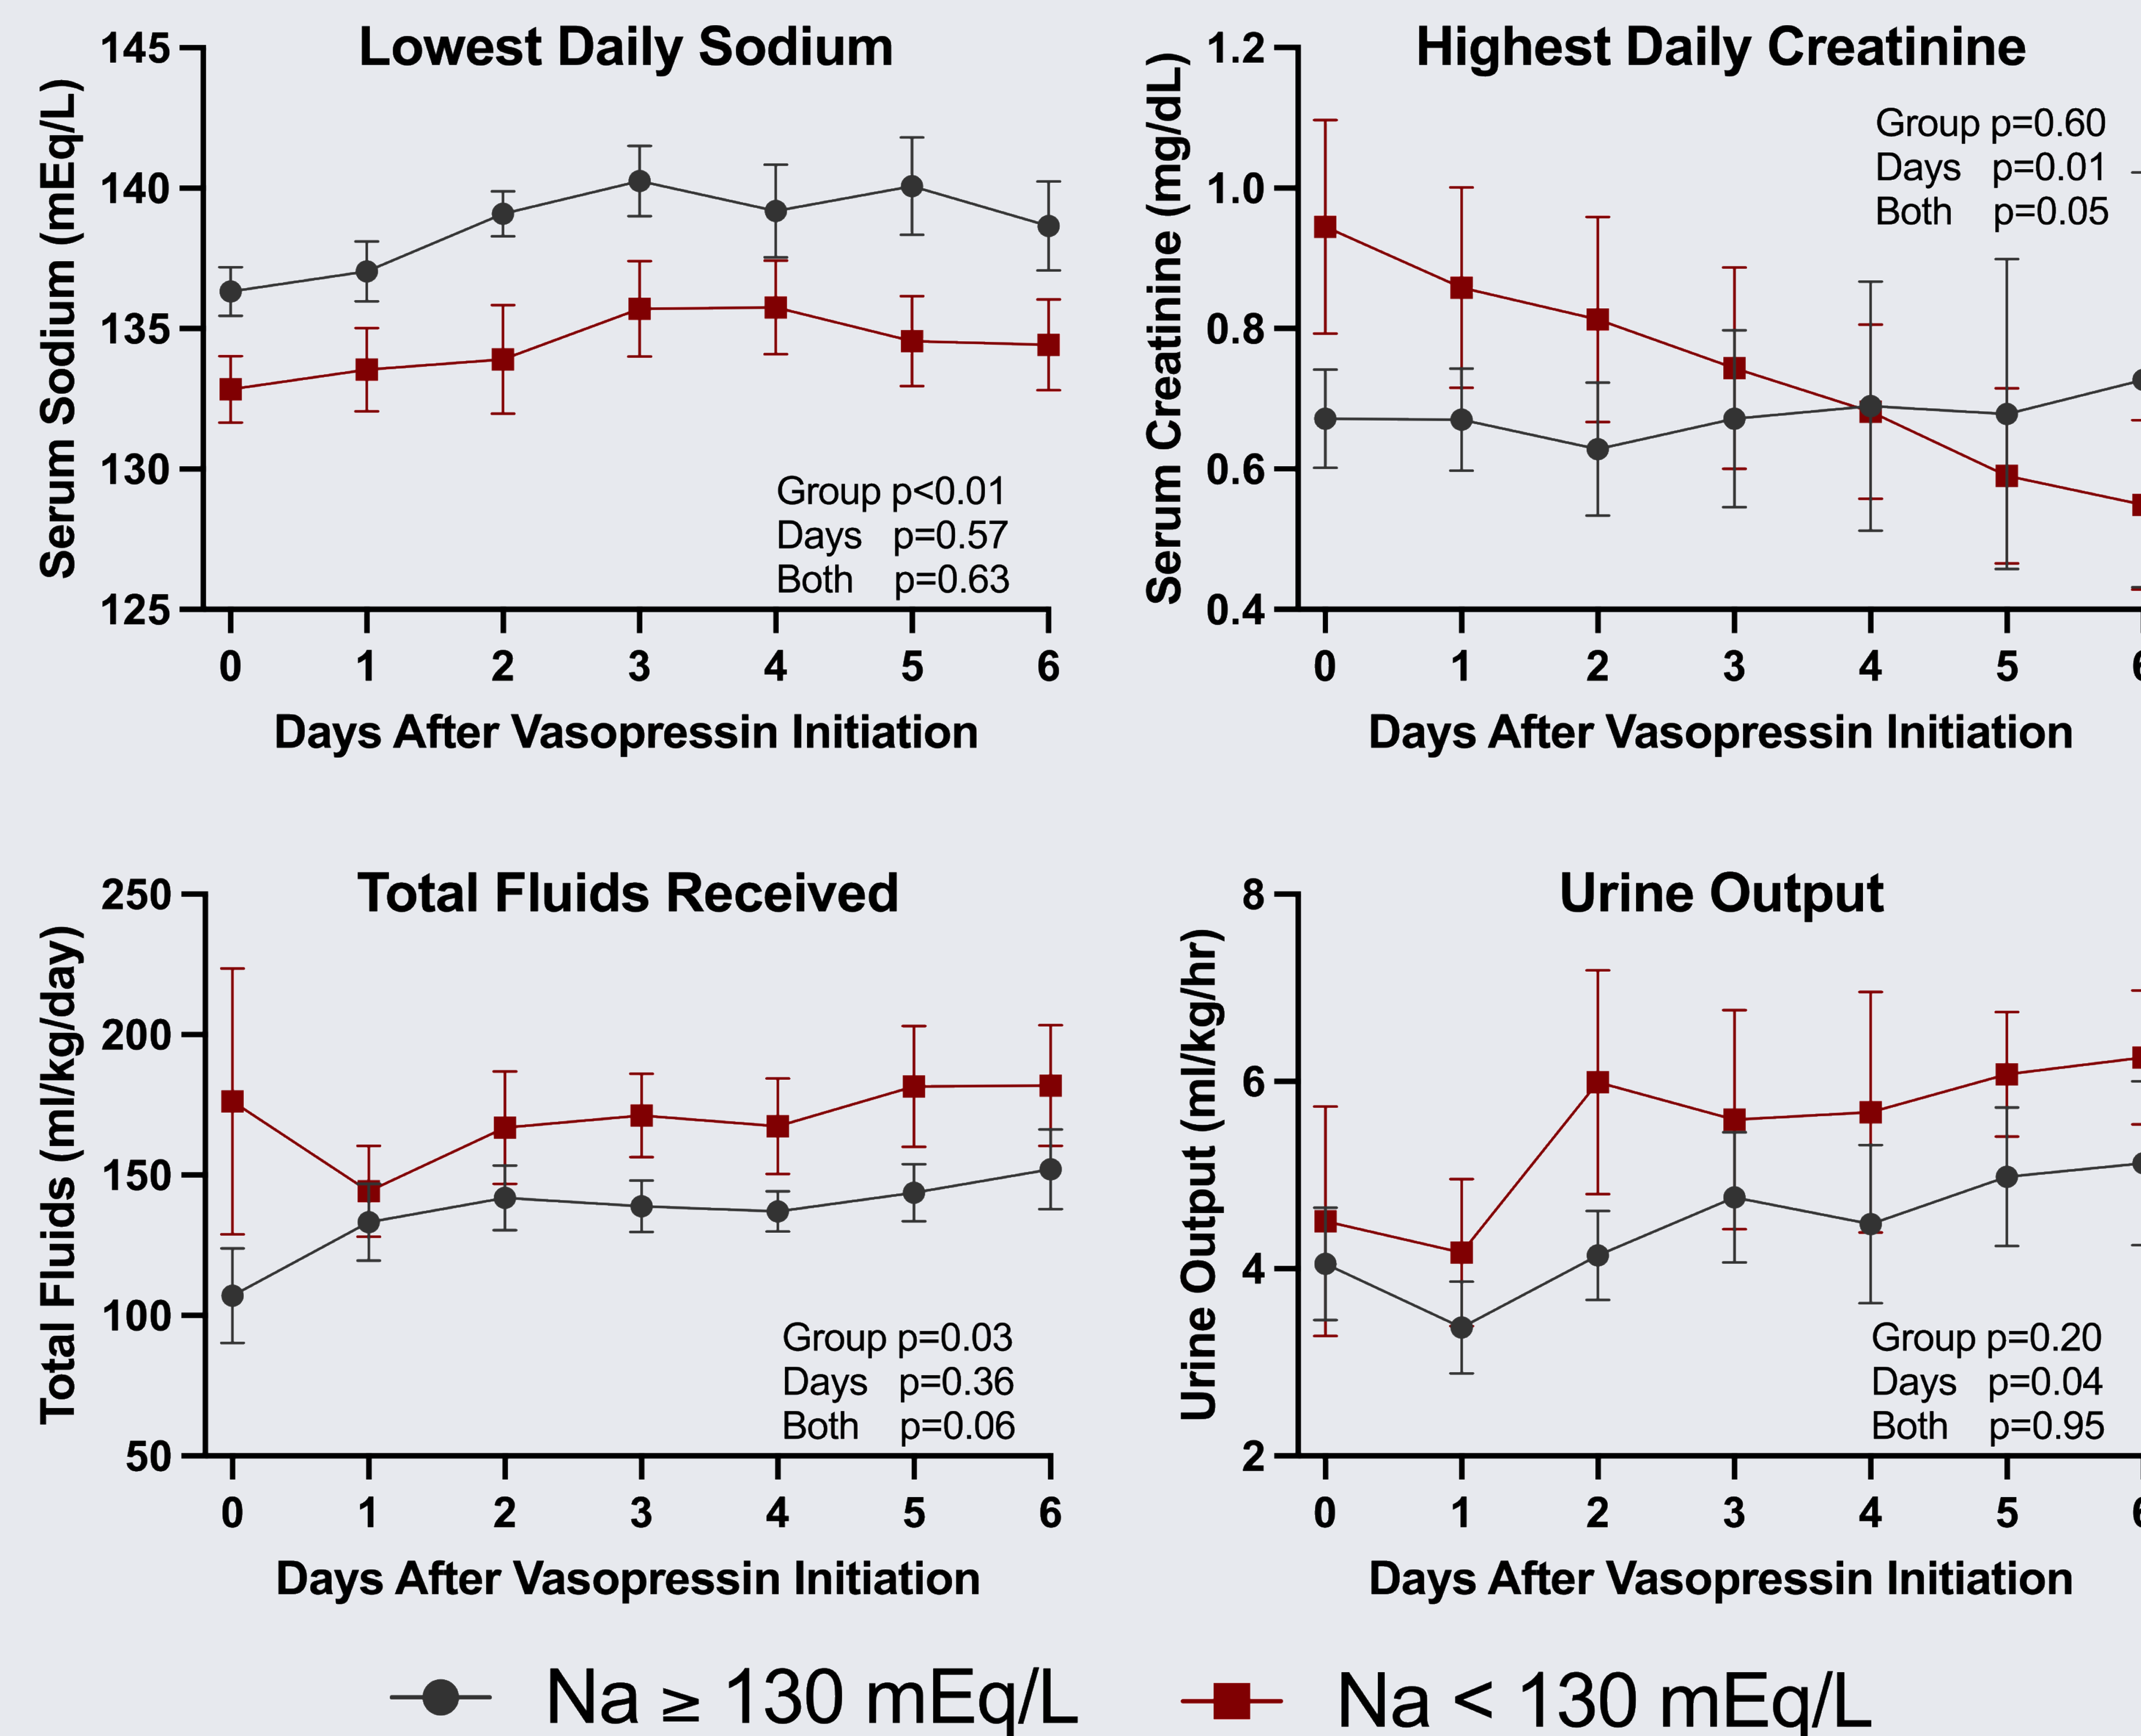 Lowest Daily Sodium
Serum Sodium (mEq/L)
145
140
135
130
125
Group p<0.01
Days p=0.57
Both p=0.63
0 1 2 3 4 5 6
Days After Vasopressin Initiation
Highest Daily Creatinine
Serum Creatinine (mg/dL)
1.2
1.0
0.8
0.6
0.4
Group p=0.60
Days p=0.01
Both p=0.05
0 1 2 3 4 5 6
Days After Vasopressin Initiation
Total Fluids Received
Total Fluids (ml/kg/day)
250
200
150
100
50
Group p=0.03
Days p=0.36
Both p=0.06
0 1 2 3 4 5 6
Days After Vasopressin Initiation
Urine Output
Urine Output (ml/kg/hr)
8
6
4
2
Group p=0.20
Days p=0.04
Both p=0.95
0 1 2 3 4 5 6
Days After Vasopressin Initiation
Na ≥ 130 mEq/L
Na < 130 mEq/L